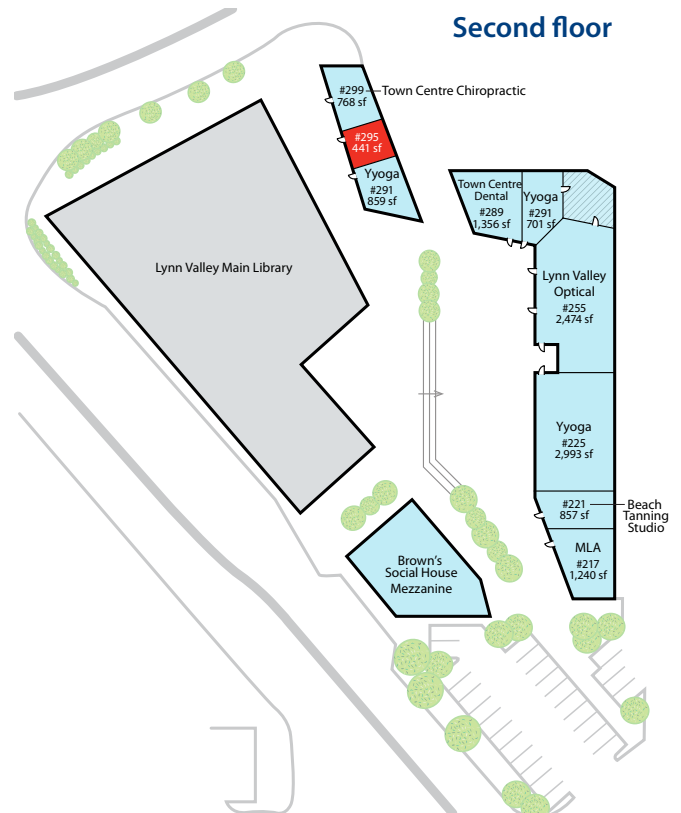 Second floor
#299
768 sf
Town Centre Chiropractic
#295
441 sf
Yyoga
#291
859 sf
Town Centre
Dental
#289
1,356 sf
Yyoga
#291
701 sf
Lynn Valley Main Library
Lynn Valley
Optical
#255
2,474 sf
Yyoga
#225
2,993 sf
#221
857 sf
Beach
Tanning
Studio
MLA
#217
1,240 sf
Brown's
Social House
Mezzanine